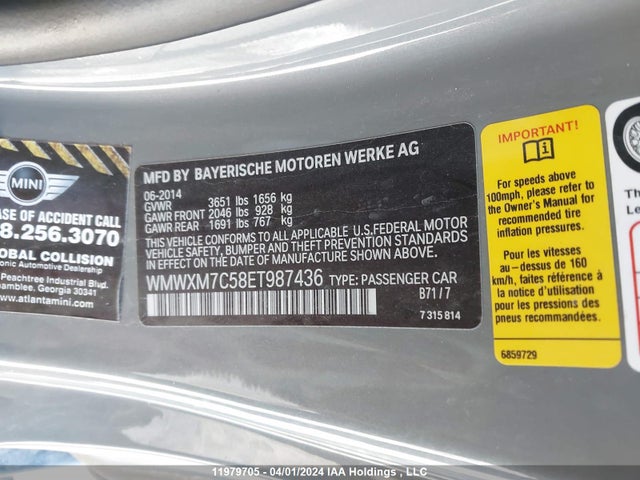 MINI
ASE OF ACCIDENT CALL
8.256.3070
OBAL COLLISION
ronic Automotive Dealership
Peachtree Industrial Blvd.
amblee, Georgia 30341
w.atlantamini.com
MFD BY BAYERISCHE MOTOREN WERKE AG
06-2014
GVWR 3651 lbs 1656 kg
GAWR FRONT 2046 lbs 928 kg
GAWR REAR 1691 lbs 767 kg
THIS VEHICLE CONFORMS TO ALL APPLICABLE U.S.FEDERAL MOTOR
VEHICLE SAFETY, BUMPER AND THEFT PREVENTION STANDARDS
IN EFFECT ON THE DATE OF MANUFACTURE SHOWN ABOVE.
WMWXM7C58ET987436 TYPE: PASSENGER CAR
B71/7
7 315 814
IMPORTANT!
For speeds above
100mph, please refer to
the Owner's Manual for
recommended tire
inflation pressures.
Pour les vitesses
au-dessus de 160
km/h, faites référence à
la notice d'utilisation
pour les pressions des
pneus recommandées.
6859729
11979705 04/01/2024 IAA Holdings , LLC